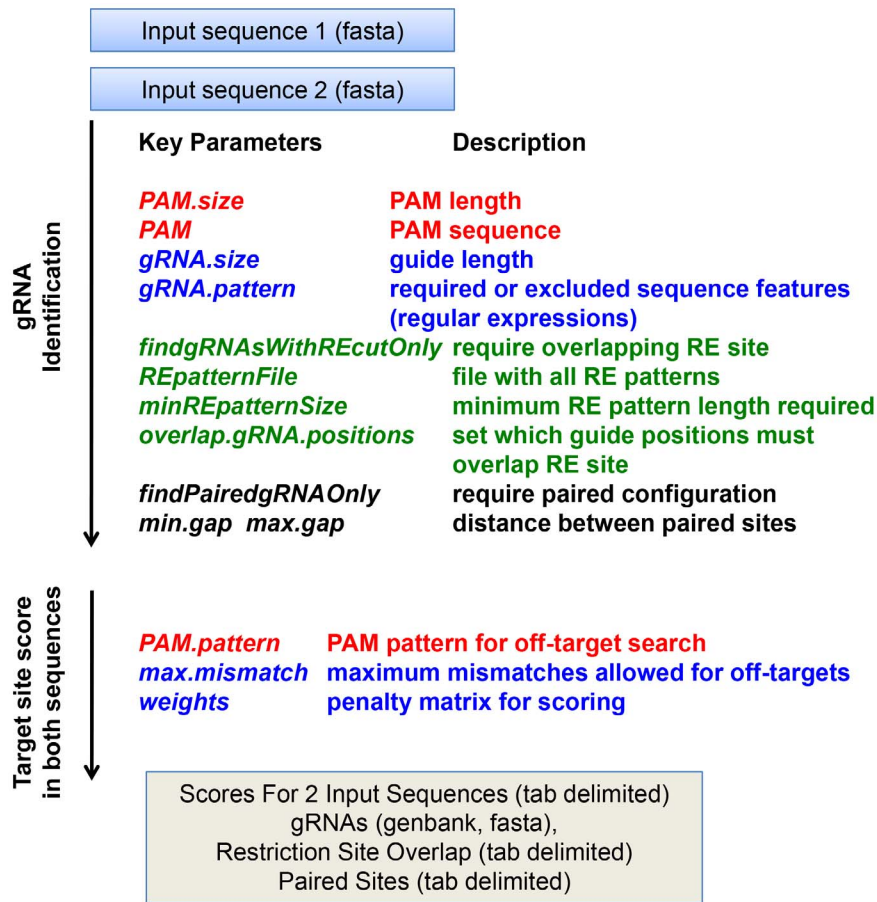 Input sequence 1 (fasta)
Input sequence 2 (fasta)
gRNA
Identification
Key Parameters Description
PAM.size PAM length
PAM PAM sequence
gRNA.size guide length
gRNA.pattern required or excluded sequence features
(regular expressions)
findgRNAsWithREcutOnly require overlapping RE site
REpatternFile file with all RE patterns
minREpatternSize minimum RE pattern length required
overlap.gRNA.positions set which guide positions must
overlap RE site
findPairedgRNAOnly require paired configuration
min.gap max.gap distance between paired sites
Target site score
in both sequences
PAM.pattern PAM pattern for off-target search
max.mismatch maximum mismatches allowed for off-targets
weights penalty matrix for scoring
Scores For 2 Input Sequences (tab delimited)
gRNAs (genbank, fasta),
Restriction Site Overlap (tab delimited)
Paired Sites (tab delimited)